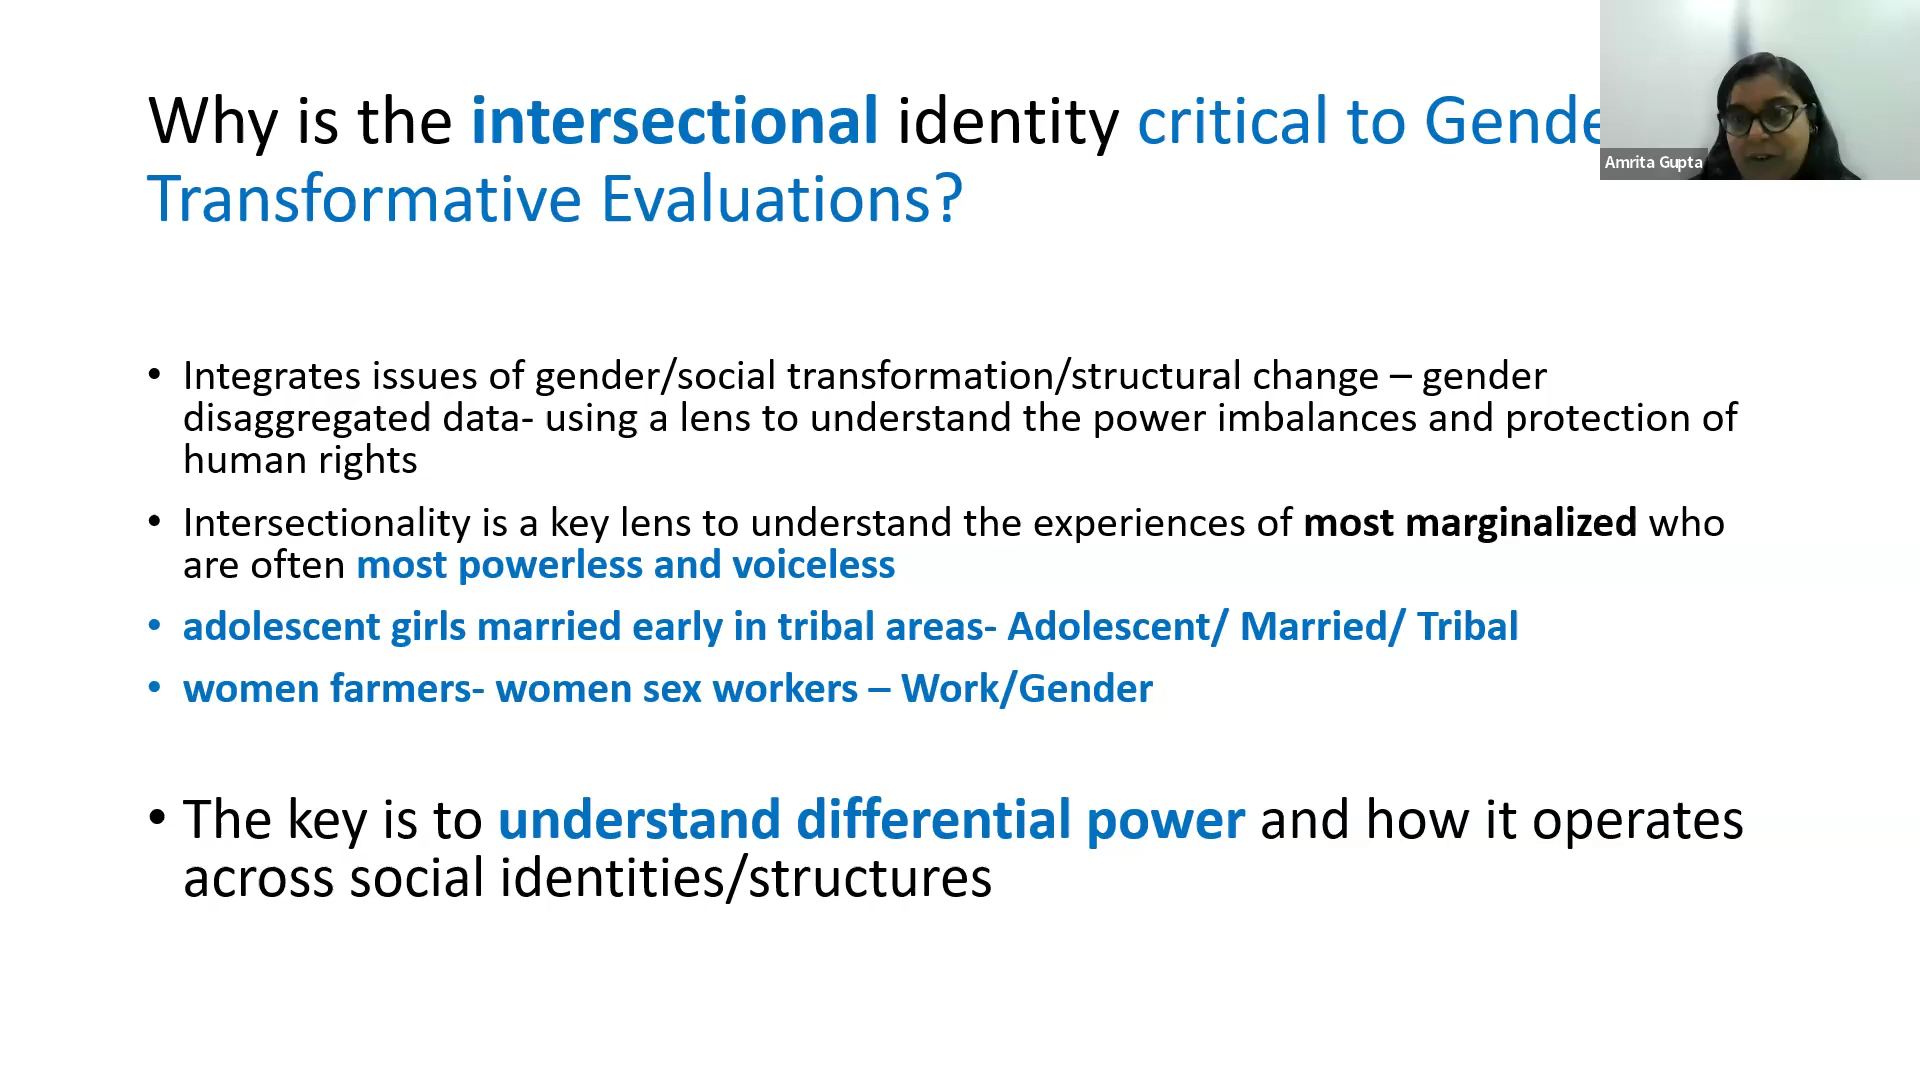 Why is the intersectional identity critical to Gende
Transformative Evaluations?
Amrita Gupta
• Integrates issues of gender/social transformation/structural change – gender
disaggregated data- using a lens to understand the power imbalances and protection of
human rights
• Intersectionality is a key lens to understand the experiences of most marginalized who
are often most powerless and voiceless
• adolescent girls married early in tribal areas- Adolescent/ Married/ Tribal
• women farmers- women sex workers – Work/Gender
• The key is to understand differential power and how it operates
across social identities/structures